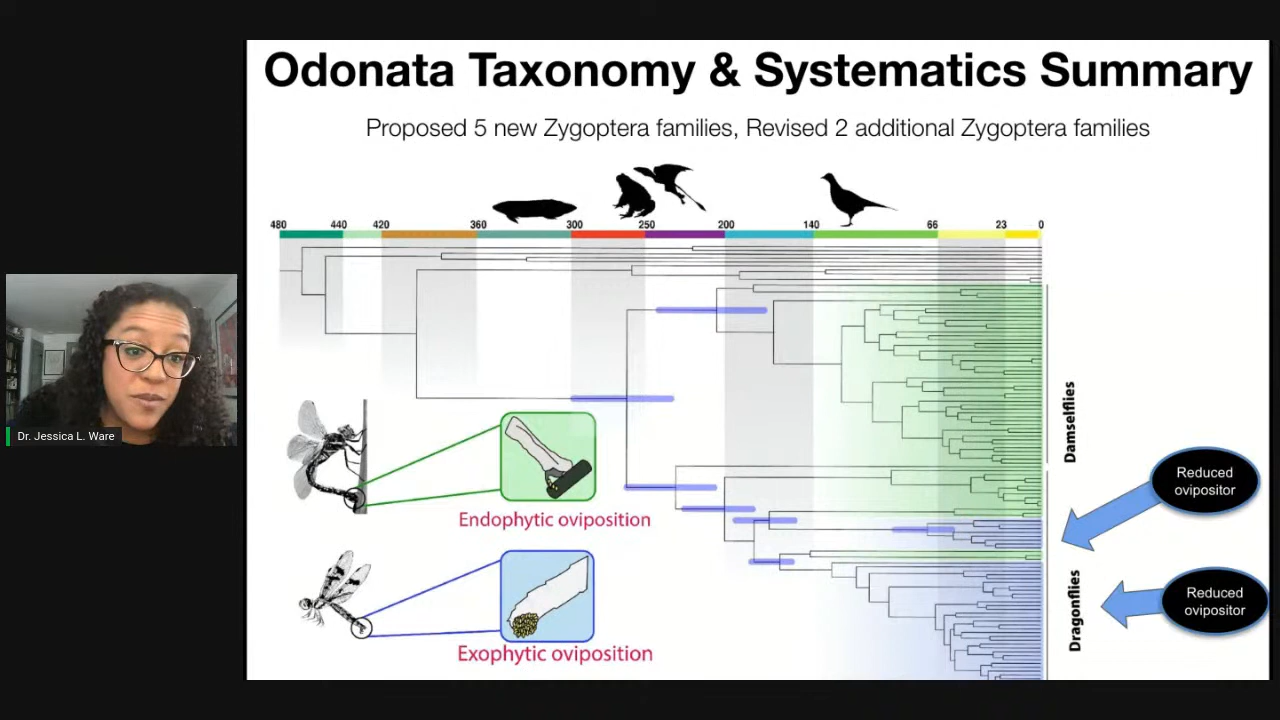 Odonata Taxonomy & Systematics Summary
Proposed 5 new Zygoptera families, Revised 2 additional Zygoptera families
480 440 420 360 300 250 200 140 66 23 0
Damselflies
Reduced
ovipositor
Endophytic oviposition
Dragonflies
Reduced
ovipositor
Exophytic oviposition
Dr. Jessica L. Ware